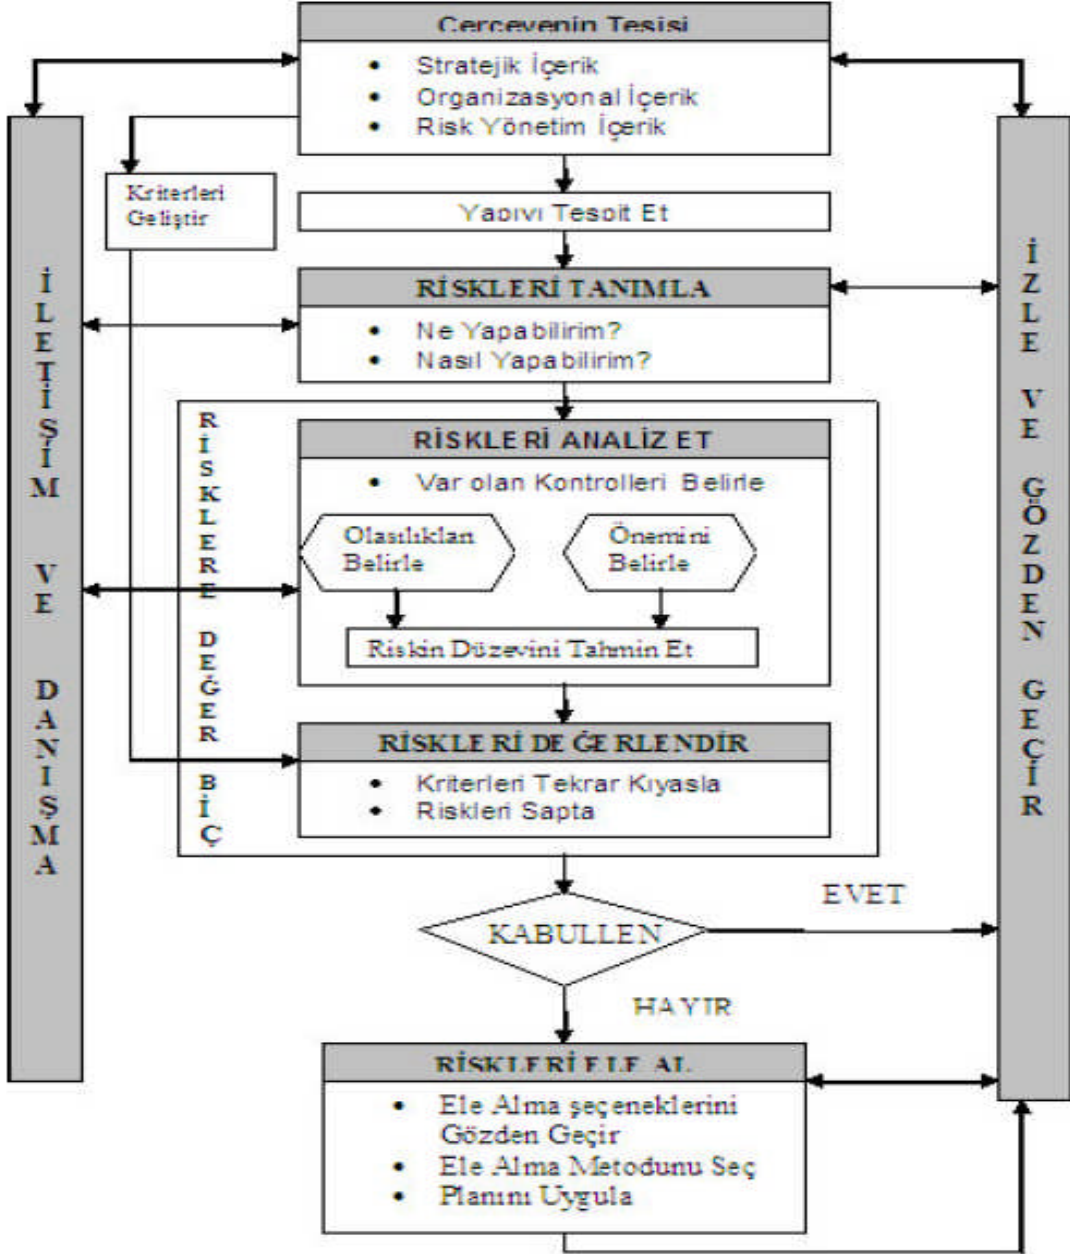 Çerçevenin Tesisi
• Stratejik İçerik
• Organizasyonal İçerik
• Risk Yönetim İçerik
Kriterleri
Geliştir
Yapıyı Tespit Et
RİSKLERİ TANIMLA
• Ne Yapabilirim?
• Nasıl Yapabilirim?
İLETİŞİM VE DANIŞMA
İZLE VE GÖZDEN GEÇİR
RİSKLERE DEĞER BİÇ
RİSKLERİ ANALİZ ET
• Var olan Kontrolleri Belirle
Olasılıkları
Belirle
Önemini
Belirle
Riskin Düzeyini Tahmin Et
RİSKLERİ DEĞERLENDİR
• Kriterleri Tekrar Kıyasla
• Riskleri Sapta
EVET
KABULLEN
HAYIR
RİSKLERİ ELE AL
• Ele Alma seçeneklerini
Gözden Geçir
• Ele Alma Metodunu Seç
• Planını Uygula